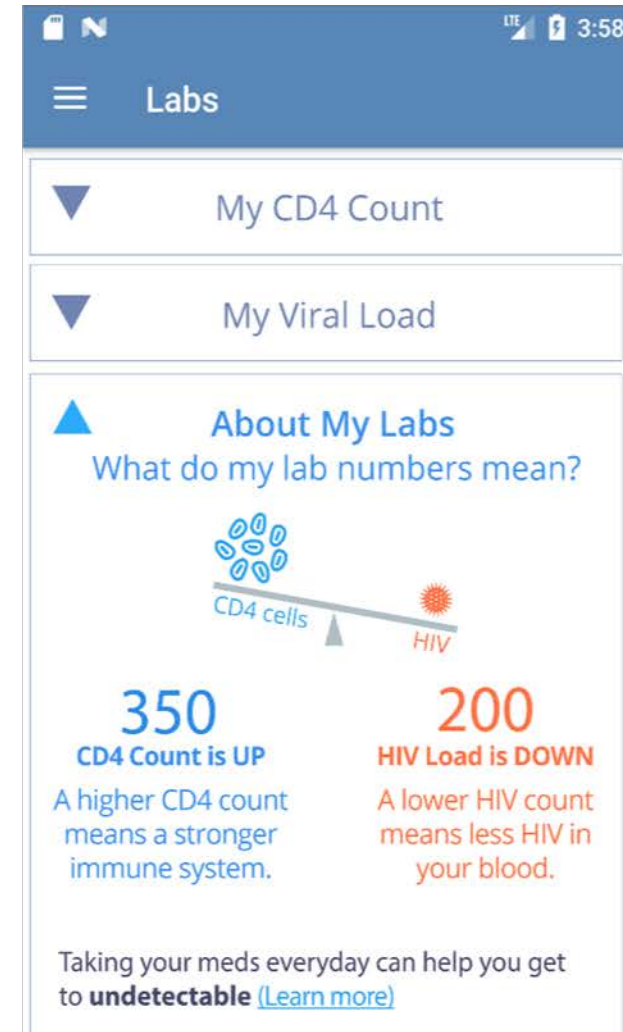 LTE 3:58
Labs
My CD4 Count
My Viral Load
About My Labs
What do my lab numbers mean?
CD4 cells
HIV
350
CD4 Count is UP
A higher CD4 count
means a stronger
immune system.
200
HIV Load is DOWN
A lower HIV count
means less HIV in
your blood.
Taking your meds everyday can help you get
to undetectable (Learn more)